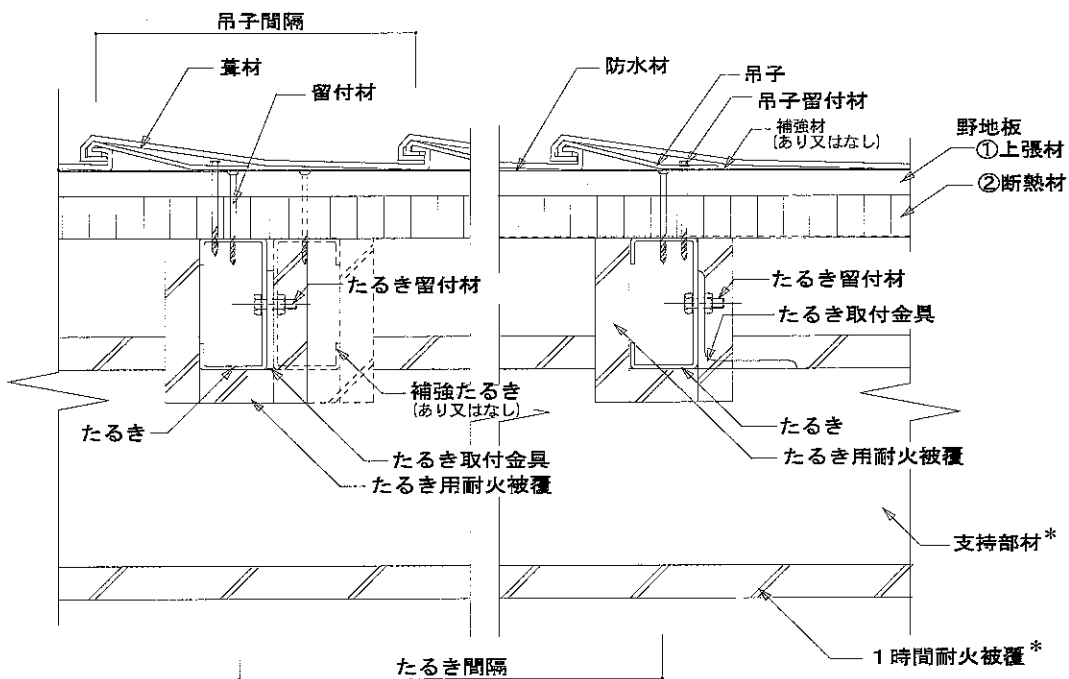 吊子間隔
葺材
留付材
防水材
吊子
吊子留付材
補強材
(あり又はなし)
野地板
①上張材
②断熱材
たるき留付材
補強たるき
(あり又はなし)
たるき
たるき取付金具
たるき用耐火被覆
たるき留付材
たるき取付金具
たるき
たるき用耐火被覆
支持部材*
1時間耐火被覆*
たるき間隔